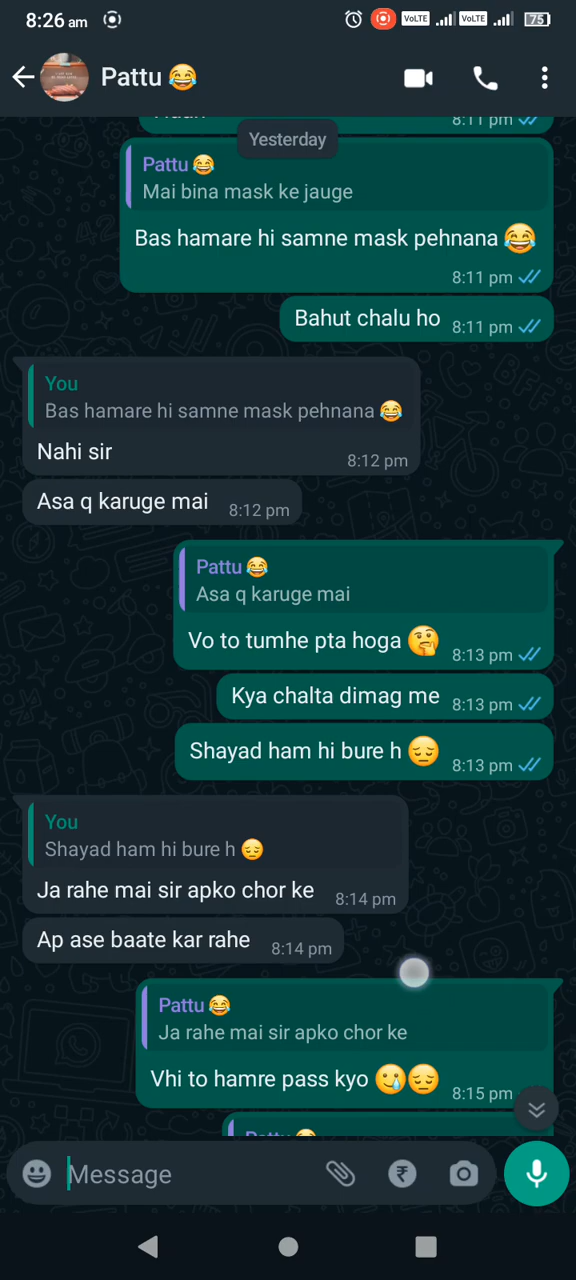 8:26 am
VoLTE
VoLTE
75
Pattu 😂
8:11 pm
Yesterday
Pattu 😂
Mai bina mask ke jauge
Bas hamare hi samne mask pehnana 😂
8:11 pm
Bahut chalu ho
8:11 pm
You
Bas hamare hi samne mask pehnana 😂
Nahi sir
8:12 pm
Asa q karuge mai
8:12 pm
Pattu 😂
Asa q karuge mai
Vo to tumhe pta hoga 🤔
8:13 pm
Kya chalta dimag me
8:13 pm
Shayad ham hi bure h 😔
8:13 pm
You
Shayad ham hi bure h 😔
Ja rahe mai sir apko chor ke
8:14 pm
Ap ase baate kar rahe
8:14 pm
Pattu 😂
Ja rahe mai sir apko chor ke
Vhi to hamre pass kyo 🥲😔
8:15 pm
Message